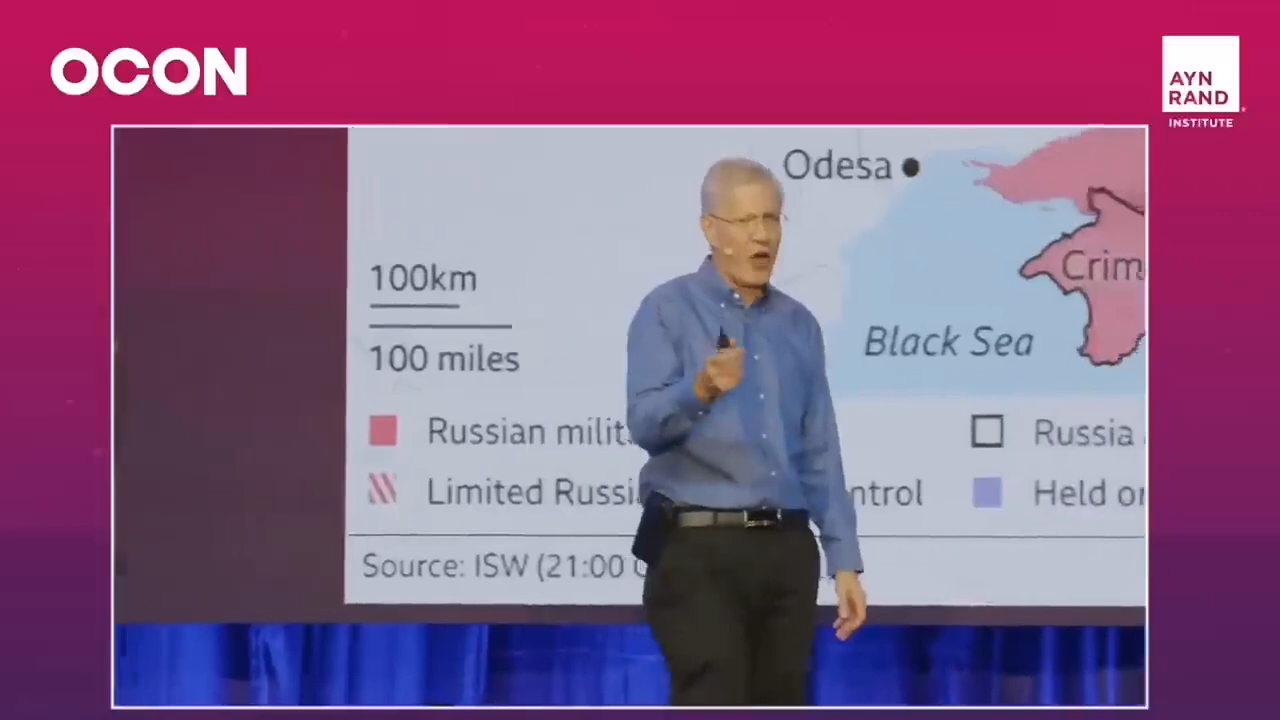 OCON
AYN
RAND
INSTITUTE
Odesa
Crim
100km
Black Sea
100 miles
Russian milit
Russia
Limited Russi
ntrol
Held or
Source: ISW (21:00